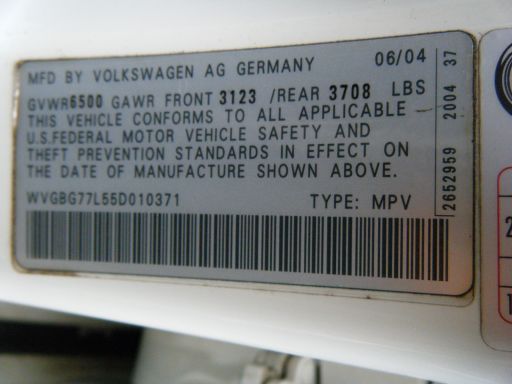 MFD BY VOLKSWAGEN AG GERMANY 06/04
GVWR 6500 GAWR FRONT 3123 /REAR 3708 LBS
THIS VEHICLE CONFORMS TO ALL APPLICABLE
U.S.FEDERAL MOTOR VEHICLE SAFETY AND
THEFT PREVENTION STANDARDS IN EFFECT ON
THE DATE OF MANUFACTURE SHOWN ABOVE.
WVGBG77L55D010371 TYPE: MPV
2652959 2004 37